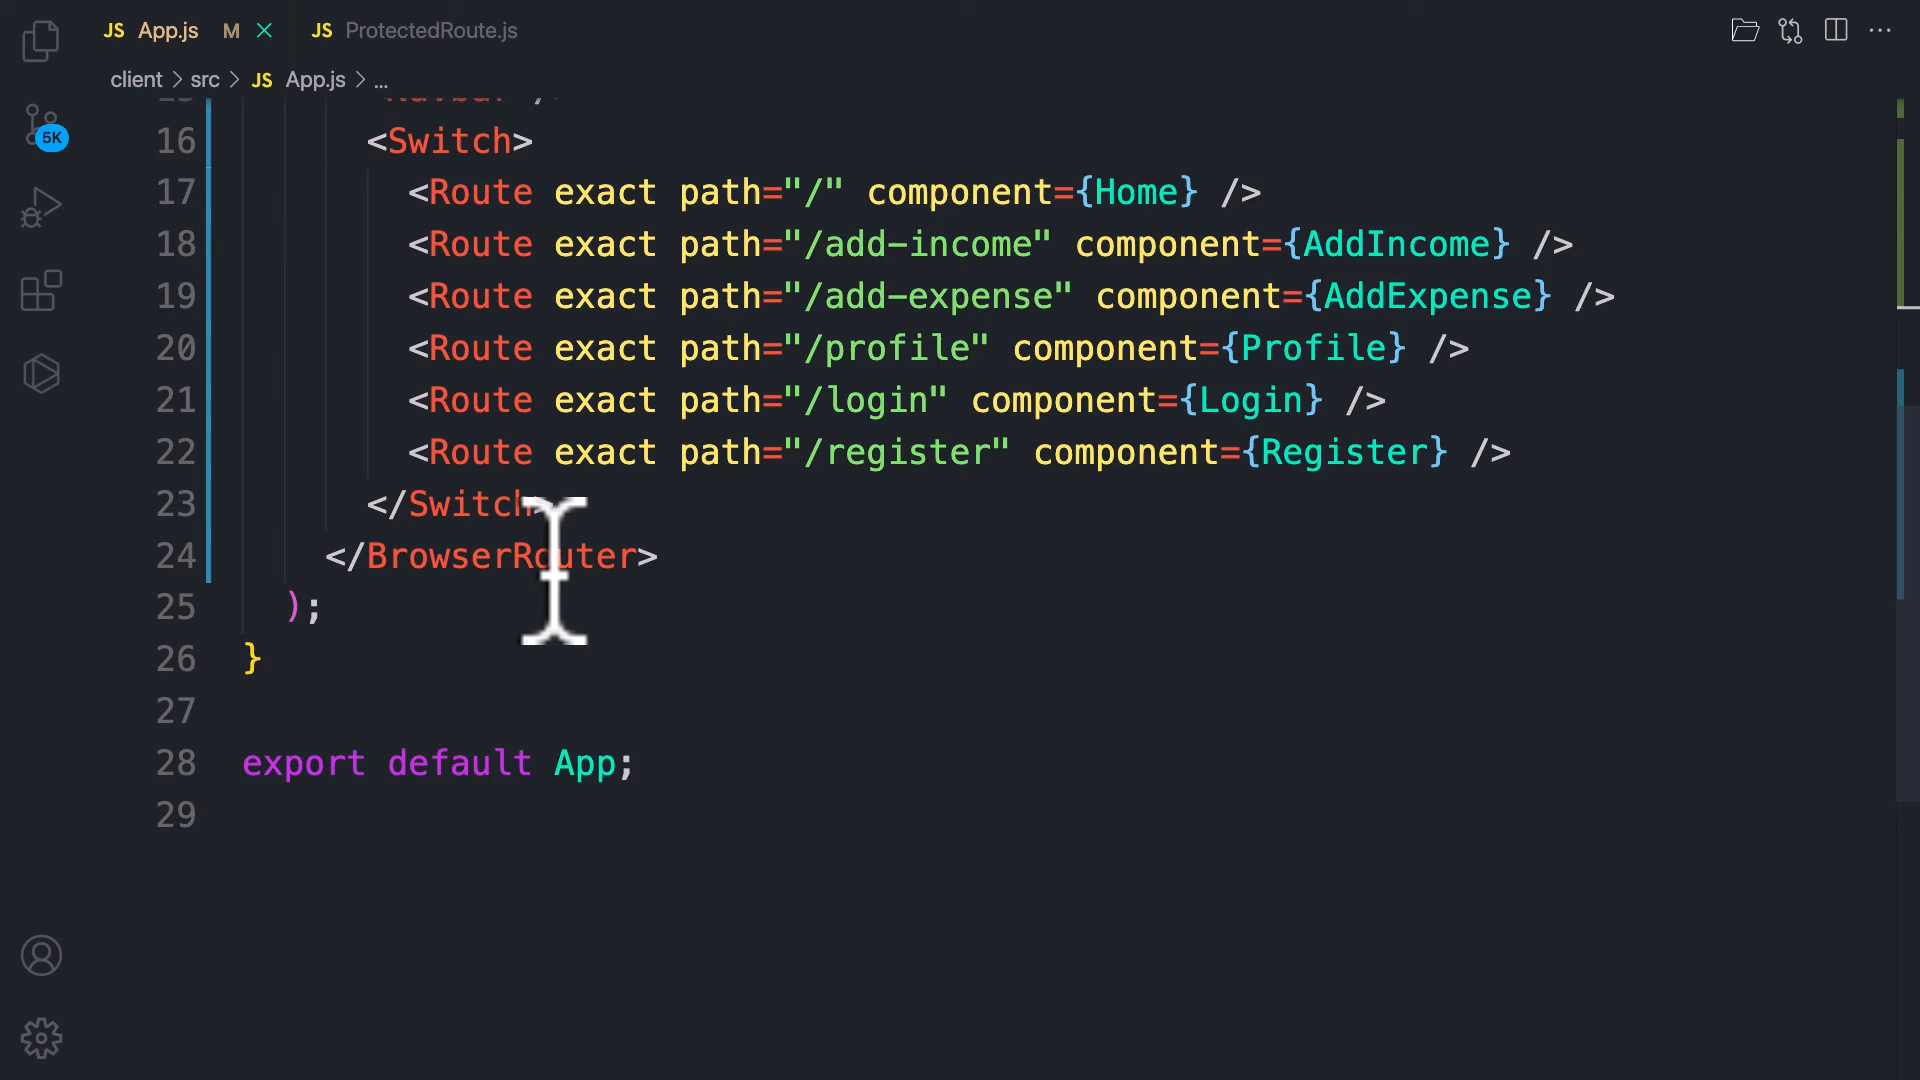 JS App.js M JS ProtectedRoute.js
client > src > JS App.js > ...
5K
16 <Switch>
17 <Route exact path="/" component={Home} />
18 <Route exact path="/add-income" component={AddIncome} />
19 <Route exact path="/add-expense" component={AddExpense} />
20 <Route exact path="/profile" component={Profile} />
21 <Route exact path="/login" component={Login} />
22 <Route exact path="/register" component={Register} />
23 </Switch>
24 </BrowserRouter>
25 );
26 }
27
28 export default App;
29